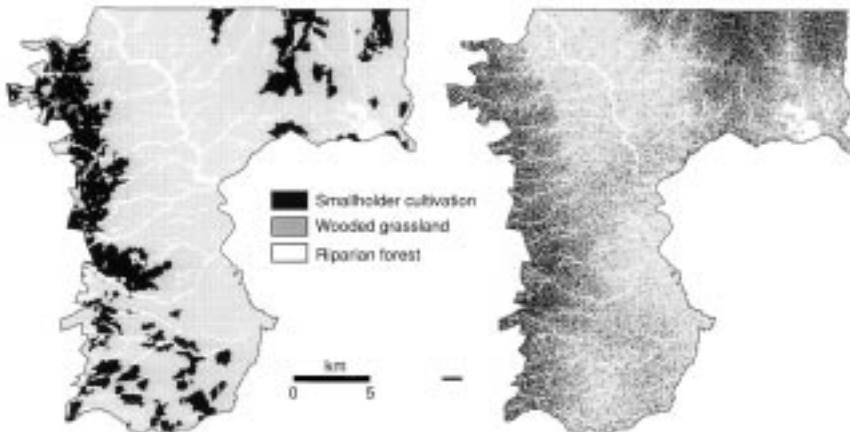 Smallholder cultivation
Wooded grassland
Riparian forest
km
0 5